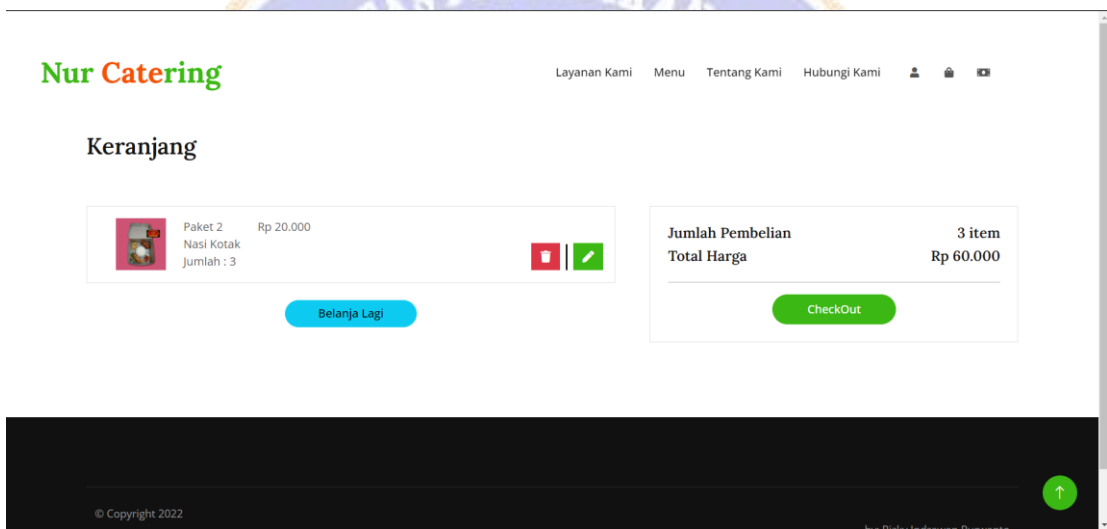 Nur Catering
Layanan Kami Menu Tentang Kami Hubungi Kami
Keranjang
Paket 2 Rp 20.000
Nasi Kotak
Jumlah : 3
Belanja Lagi
Jumlah Pembelian 3 item
Total Harga Rp 60.000
CheckOut
© Copyright 2022